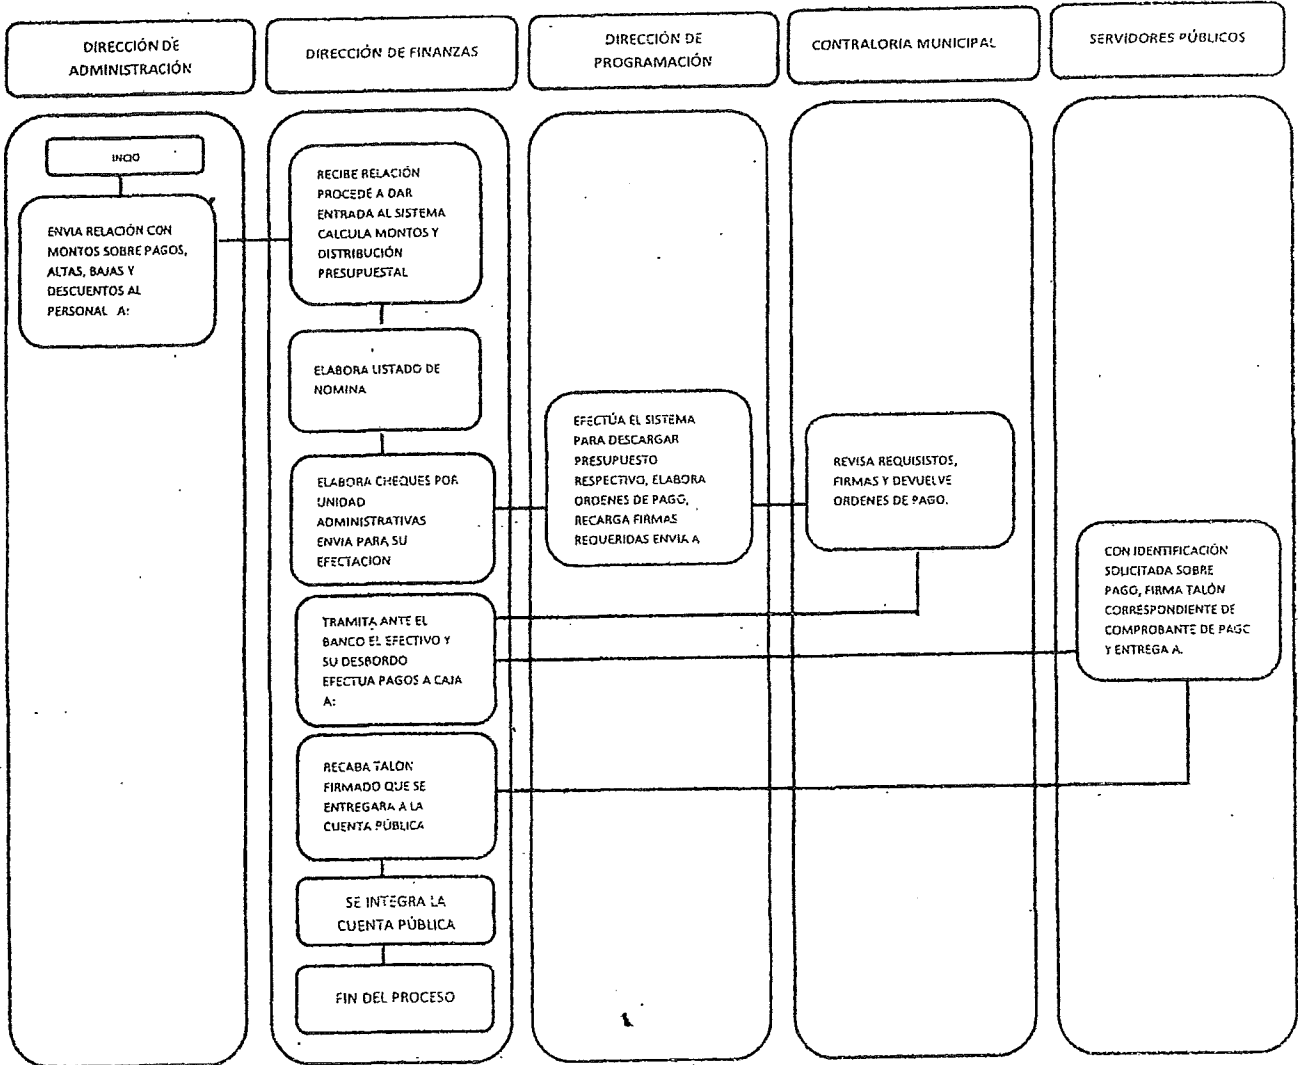 DIRECCIÓN DE
ADMINISTRACIÓN
DIRECCIÓN DE FINANZAS
DIRECCIÓN DE
PROGRAMACIÓN
CONTRALORIA MUNICIPAL
SERVIDORES PÚBLICOS
INICIO
ENVIA RELACIÓN CON
MONTOS SOBRE PAGOS,
ALTAS, BAJAS Y
DESCUENTOS AL
PERSONAL A:
RECIBE RELACIÓN
PROCEDE A DAR
ENTRADA AL SISTEMA
CALCULA MONTOS Y
DISTRIBUCIÓN
PRESUPUESTAL
ELABORA LISTADO DE
NOMINA
ELABORA CHEQUES POR
UNIDAD
ADMINISTRATIVAS
ENVIA PARA SU
EFECTACION
EFECTÚA EL SISTEMA
PARA DESCARGAR
PRESUPUESTO
RESPECTIVO, ELABORA
ORDENES DE PAGO,
RECARGA FIRMAS
REQUERIDAS ENVIA A
REVISA REQUISISTOS,
FIRMAS Y DEVUELVE
ORDENES DE PAGO.
TRAMITA ANTE EL
BANCO EL EFECTIVO Y
SU DESBORDO
EFECTUA PAGOS A CAJA
A:
CON IDENTIFICACIÓN
SOLICITADA SOBRE
PAGO, FIRMA TALÓN
CORRESPONDIENTE DE
COMPROBANTE DE PAGO
Y ENTREGA A.
RECABA TALON
FIRMADO QUE SE
ENTREGARA A LA
CUENTA PÚBLICA
SE INTEGRA LA
CUENTA PÚBLICA
FIN DEL PROCESO